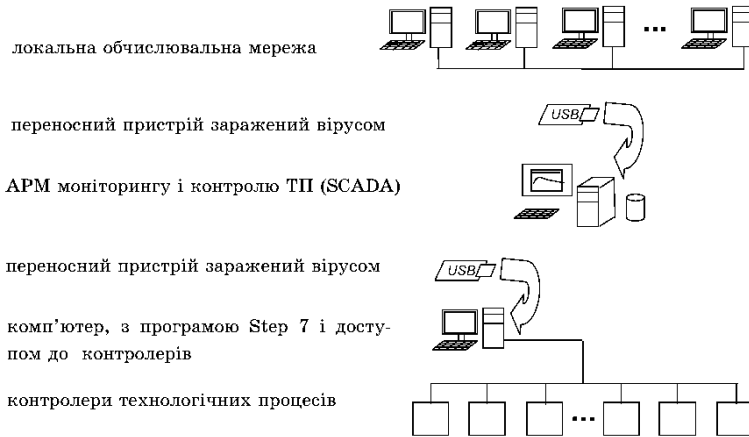 локальна обчислювальна мережа
переносний пристрій заражений вірусом
USB
АРМ моніторингу і контролю ТП (SCADA)
переносний пристрій заражений вірусом
USB
комп’ютер, з програмою Step 7 і досту-
пом до контролерів
контролери технологічних процесів